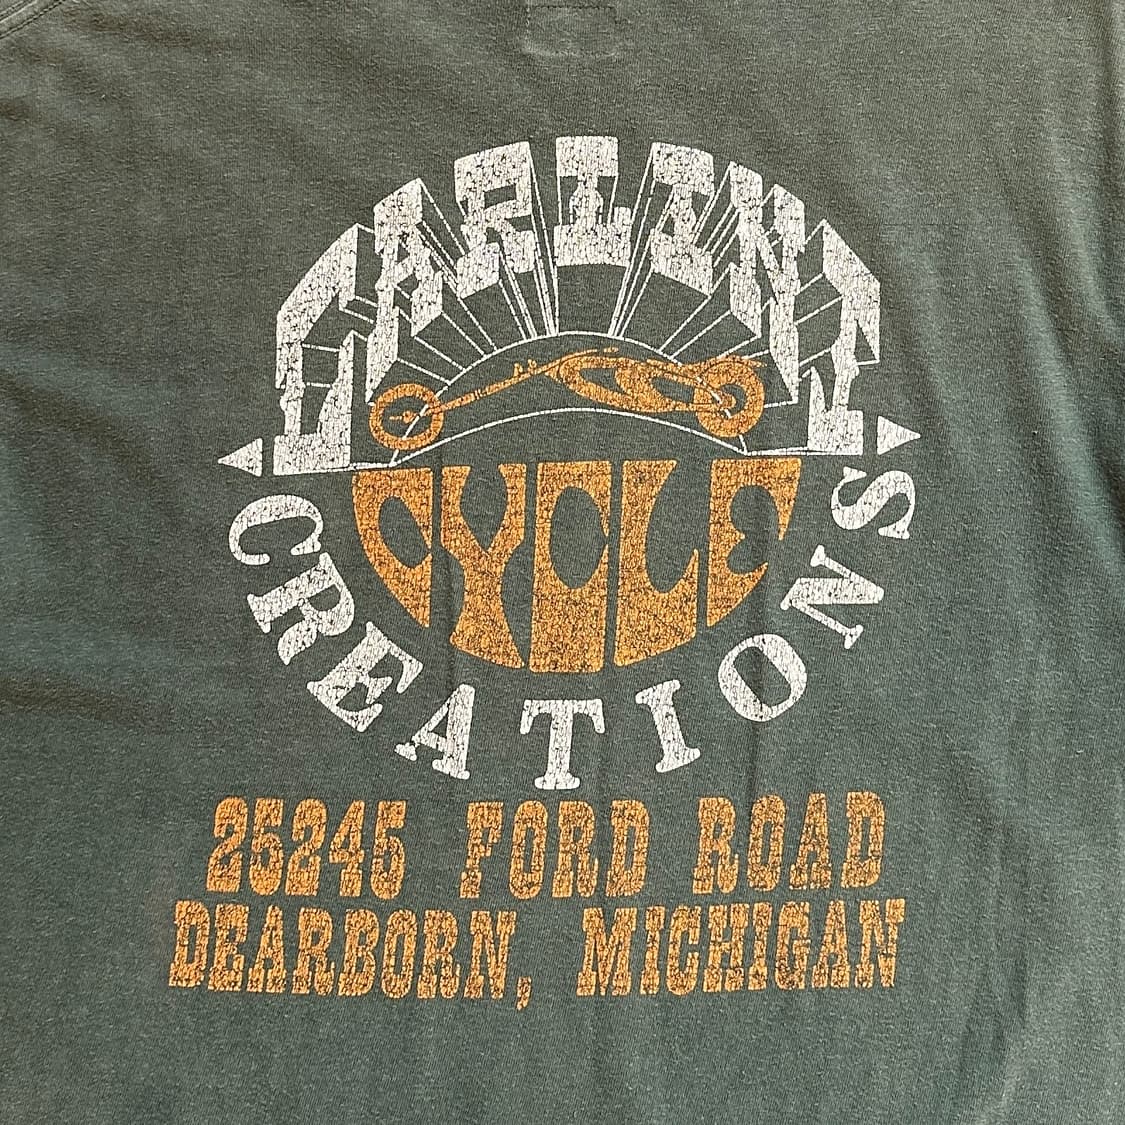 CARLINI
CYCLE
CREATIONS
25245 FORD ROAD
DEARBORN, MICHIGAN